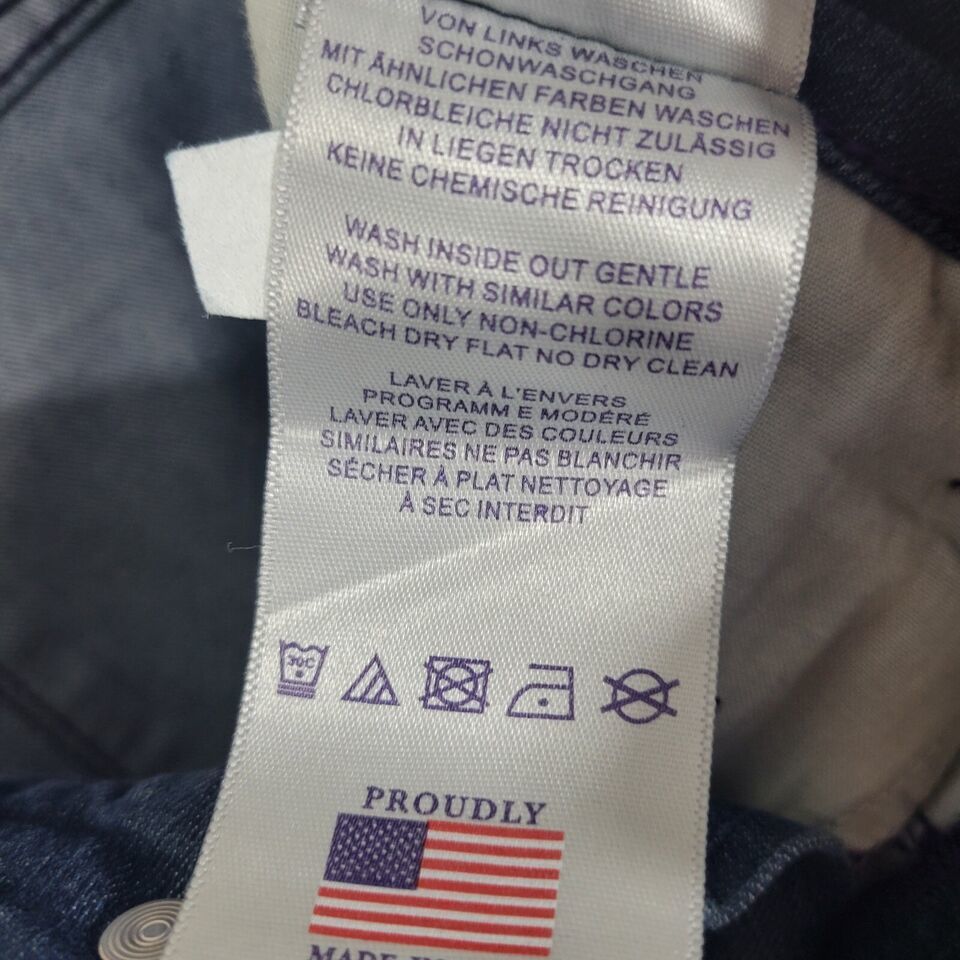 VON LINKS WASCHEN
SCHONWASCHGANG
MIT ÄHNLICHEN FARBEN WASCHEN
CHLORBLEICHE NICHT ZULÄSSIG
IN LIEGEN TROCKEN
KEINE CHEMISCHE REINIGUNG
WASH INSIDE OUT GENTLE
WASH WITH SIMILAR COLORS
USE ONLY NON-CHLORINE
BLEACH DRY FLAT NO DRY CLEAN
LAVER À L'ENVERS
PROGRAMM E MODÉRÉ
LAVER AVEC DES COULEURS
SIMILAIRES NE PAS BLANCHIR
SÉCHER À PLAT NETTOYAGE
À SEC INTERDIT
30C
PROUDLY
MADE